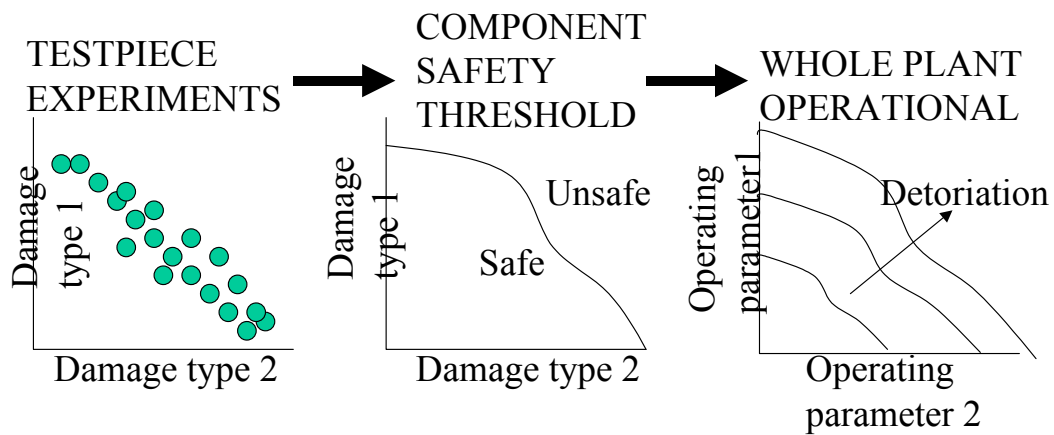 TESTPIECE
EXPERIMENTS
Damage
type 1
Damage type 2
COMPONENT
SAFETY
THRESHOLD
Damage
type 1
Unsafe
Safe
Damage type 2
WHOLE PLANT
OPERATIONAL
Operating
parameter1
Detoriation
Operating
parameter 2